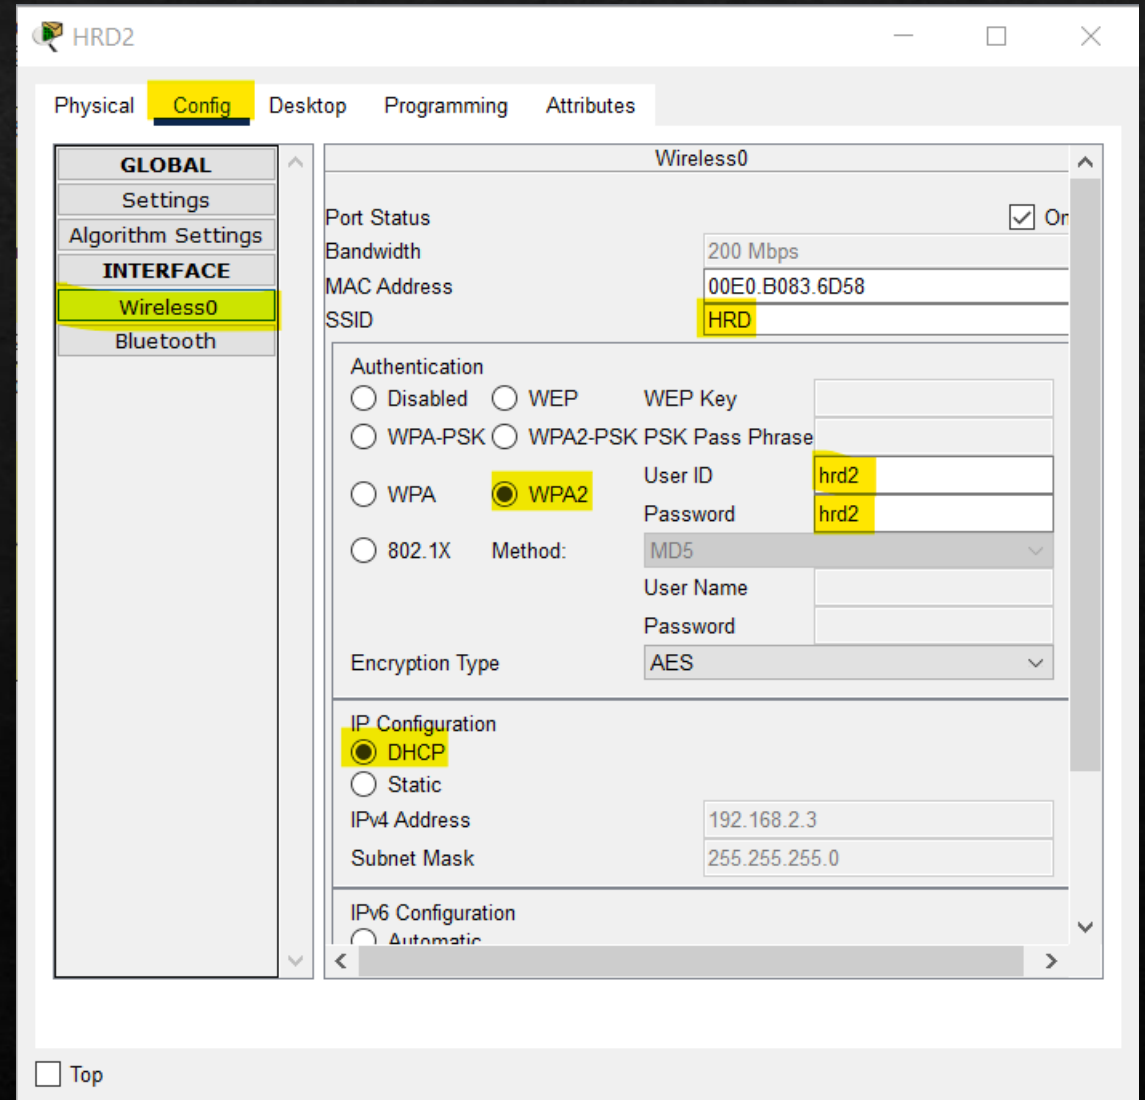 HRD2
Physical Config Desktop Programming Attributes
GLOBAL
Settings
Algorithm Settings
INTERFACE
Wireless0
Bluetooth
Wireless0
Port Status On
Bandwidth 200 Mbps
MAC Address 00E0.B083.6D58
SSID HRD
Authentication
Disabled WEP WEP Key
WPA-PSK WPA2-PSK PSK Pass Phrase
User ID hrd2
WPA WPA2
Password hrd2
802.1X Method: MD5
User Name
Password
Encryption Type AES
IP Configuration
DHCP
Static
IPv4 Address 192.168.2.3
Subnet Mask 255.255.255.0
IPv6 Configuration
Automatic
Top